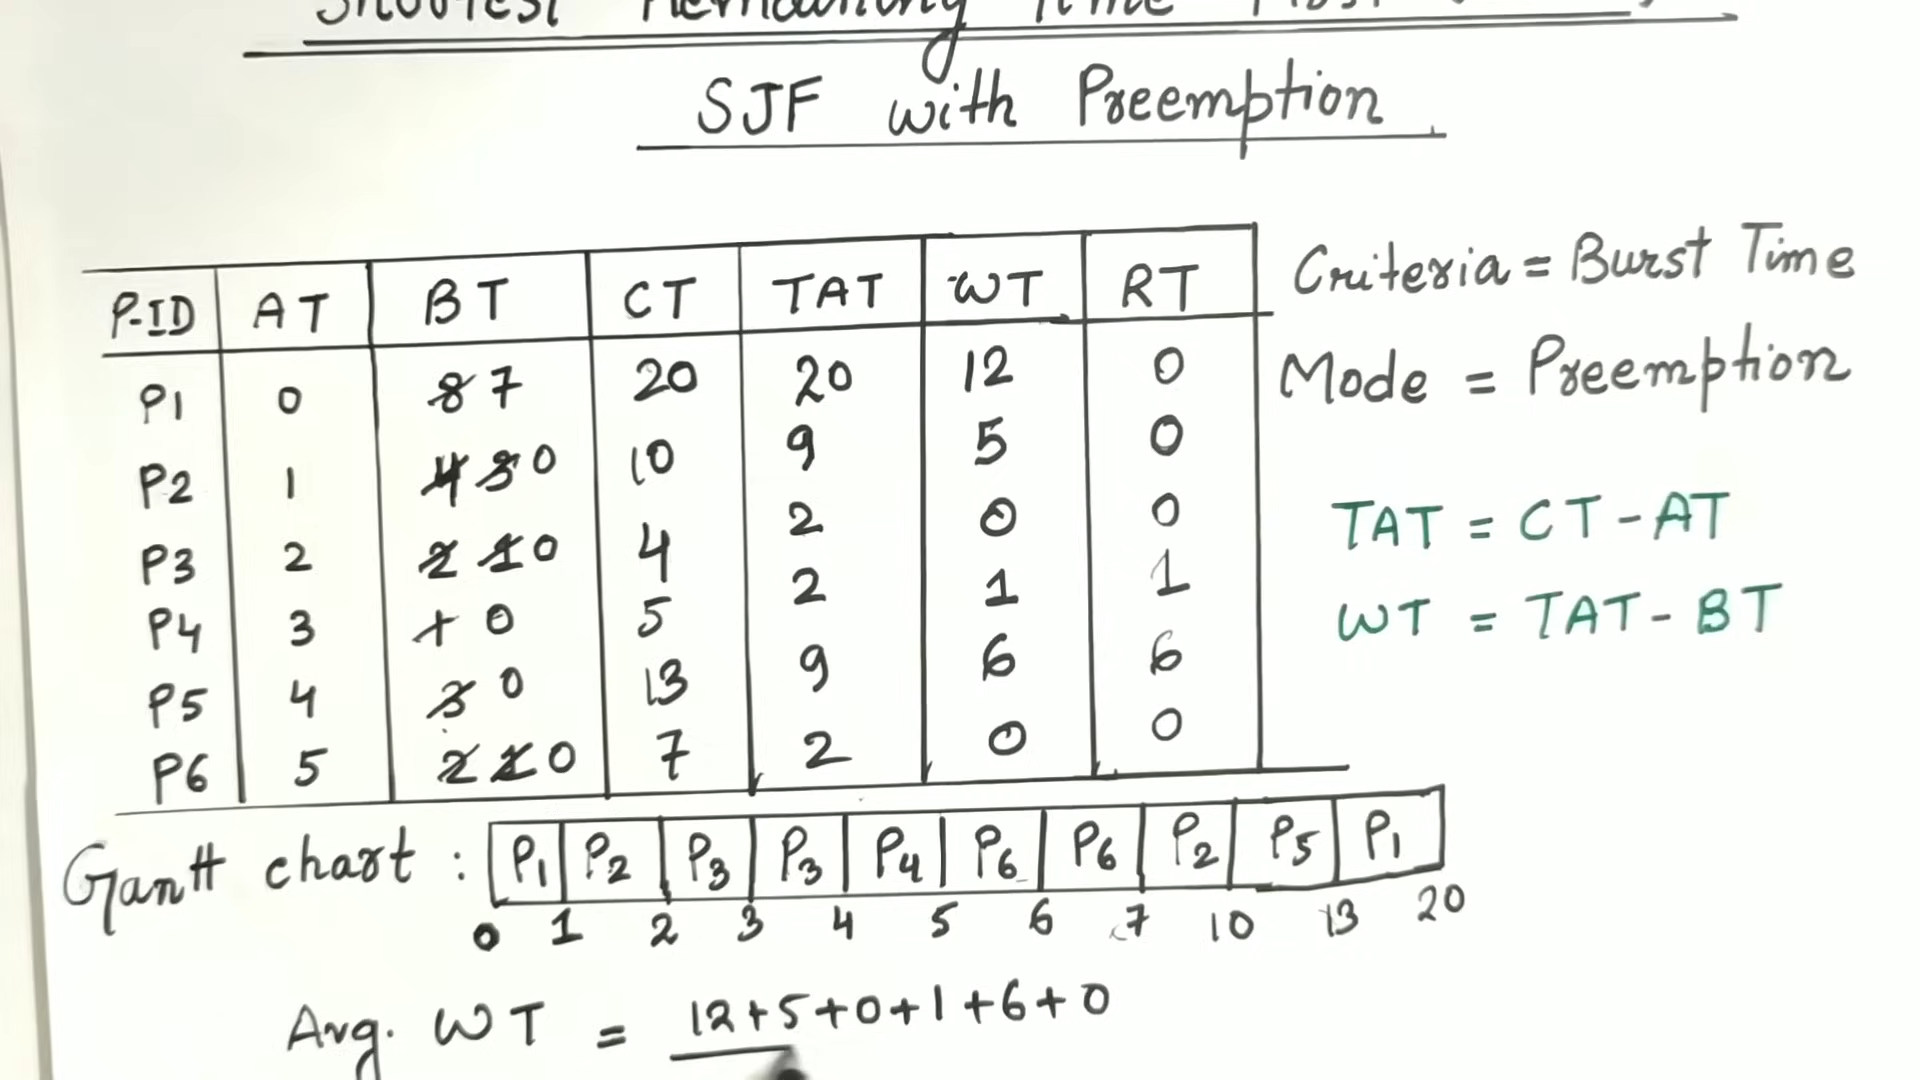 Shortest Remaining Time First
SJF with Preemption
P-ID AT BT CT TAT WT RT
P1 0 8 7 20 20 12 0
P2 1 4 3 0 10 9 5 0
P3 2 2 1 0 4 2 0 0
P4 3 1 0 5 2 1 1
P5 4 3 0 13 9 6 6
P6 5 2 1 0 7 2 0 0
Criteria = Burst Time
Mode = Preemption
TAT = CT - AT
WT = TAT - BT
Gantt chart : P1 P2 P3 P3 P4 P6 P6 P2 P5 P1
0 1 2 3 4 5 6 7 10 13 20
Avg. WT = 12+5+0+1+6+0